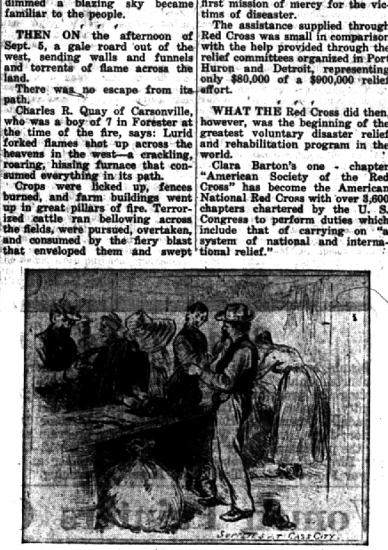 dimmed a blazing sky became
familiar to the people.
THEN ON the afternoon of
Sept. 5, a gale roard out of the
west, sending walls and funnels
and torrents of flame across the
land.
There was no escape from its
path.
Charles R. Quay of Carsonville,
who was a boy of 7 in Forester at
the time of the fire, says: Lurid
forked flames shot up across the
heavens in the west—a crackling,
roaring, hissing furnace that con-
sumed everything in its path.
Crops were licked up, fences
burned, and farm buildings went
up in great pillars of fire. Terror-
ized cattle ran bellowing across
the fields, were pursued, overtaken,
and consumed by the fiery blast
that enveloped them and swept
first mission of mercy for the vic-
tims of disaster.
The assistance supplied through
Red Cross was small in comparison
with the help provided through the
relief committees organized in Port
Huron and Detroit, representing
only $80,000 of a $900,000 relief
effort.
WHAT THE Red Cross did then,
however, was the beginning of the
greatest voluntary disaster relief
and rehabilitation program in the
world.
Clara Barton's one - chapter
"American Society of the Red
Cross" has become the American
National Red Cross with over 3,600
chapters chartered by the U. S.
Congress to perform duties which
include that of carrying on "a
system of national and interna-
tional relief."
at CASS CITY.